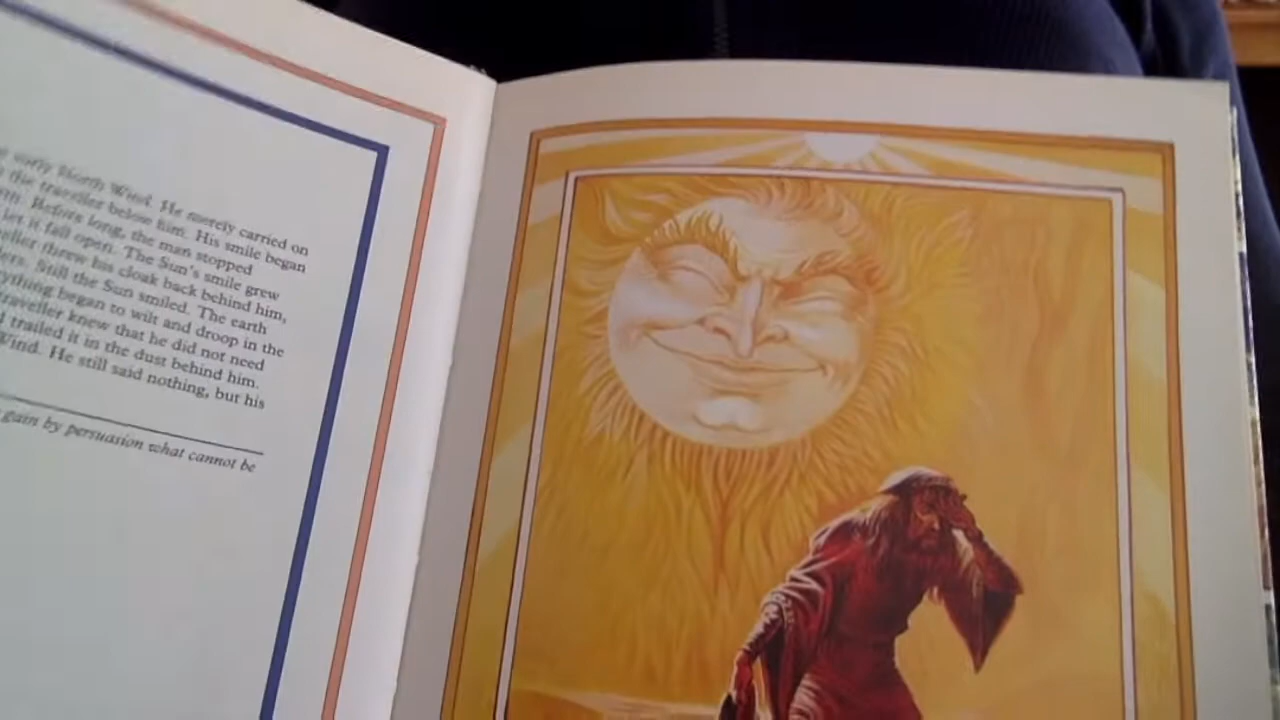 early North Wind. He merely carried on
the traveller below him. His smile began
Before long, the man stopped
let it fall open. The Sun's smile grew
threw his cloak back behind him,
Still the Sun smiled. The earth
began to wilt and droop in the
traveller knew that he did not need
trailed it in the dust behind him.
Wind. He still said nothing, but his
gain by persuasion what cannot be